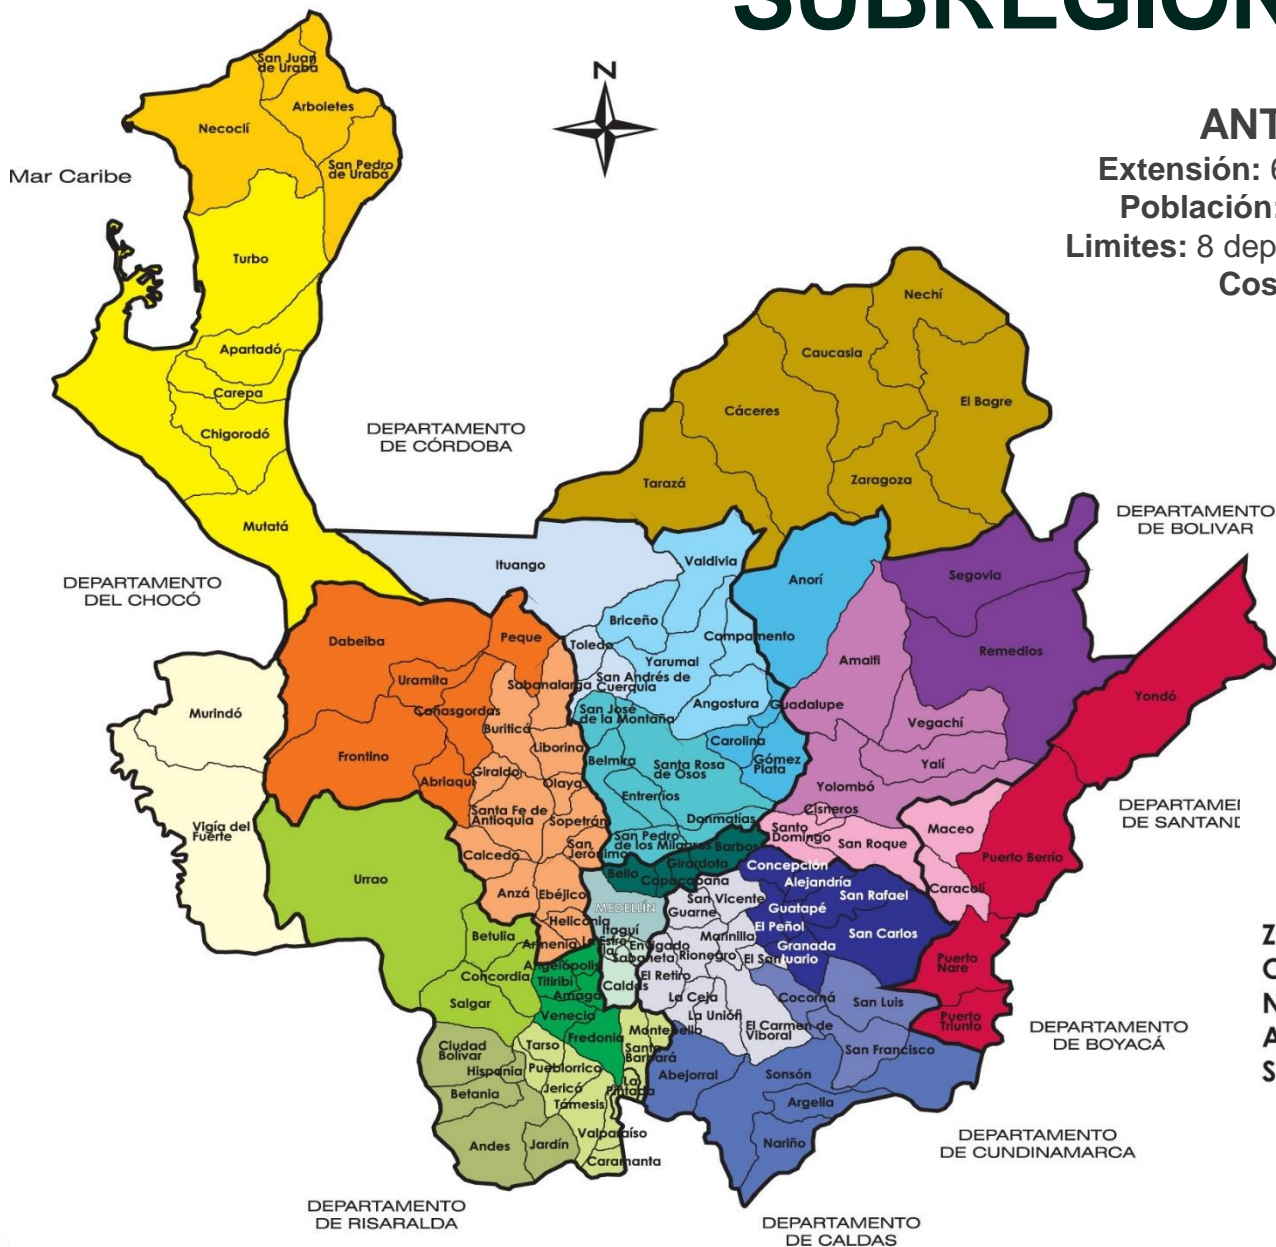 SUBREGION
N
ANT
Extensión: 6
Población:
Limites: 8 dep
Cos
Mar Caribe
San Juan
de Urabá
Arboletes
Necoclí
San Pedro
de Urabá
Turbo
Apartadó
Carepa
Chigorodó
Mutatá
DEPARTAMENTO
DE CÓRDOBA
Nechí
Caucasia
El Bagre
Cáceres
Tarazá
Zaragoza
DEPARTAMENTO
DE BOLIVAR
DEPARTAMENTO
DEL CHOCÓ
Ituango
Valdivia
Anorí
Segovia
Briceño
Campamento
Toledo
Yarumal
San Andrés de
Cuerquia
Angostura
Guadalupe
Amalfi
Remedios
Yondó
Dabeiba
Peque
Uramita
Sabanalarga
Cañasgordas
Buriticá
Frontino
Abriaquí
Liborina
Giraldo
Olaya
Santa Fe de
Antioquia
Sopetrán
San
Jerónimo
Caicedo
Anzá
Ebéjico
Heliconia
Armenia
Murindó
Vigía del
Fuerte
San José
de la Montaña
Belmira
Santa Rosa
de Osos
Carolina
Gómez
Plata
Entrerríos
Donmatías
San Pedro
de los Milagros
Vegachí
Yalí
Yolombó
Cisneros
Santo
Domingo
San Roque
Maceo
Puerto Berrío
Caracolí
DEPARTAMEI
DE SANTANI
Barbos
Girardota
Bello
Copacabana
MEDELLÍN
Itaguí
La Estre
lla
Envigado
Sabaneta
Caldas
Concepción
Alejandría
San Rafael
Guatapé
El Peñol
San Carlos
Granada
San Vicente
Guarne
Marinilla
Rionegro
El San
tuario
El Retiro
La Ceja
La Unión
El Carmen de
Viboral
Cocorná
San Luis
San Francisco
Puerto
Nare
Puerto
Triunfo
Z
O
N
A
S
Urrao
Betulia
Concordia
Salgar
Angelópolis
Titiribí
Amagá
Venecia
Fredonia
Montebello
Santa
Barbará
La
Pintada
Ciudad
Bolívar
Hispania
Betania
Andes
Jardín
Tarso
Pueblorrico
Jericó
Támesis
Valparaíso
Caramanta
Abejorral
Sonsón
Argelia
Nariño
DEPARTAMENTO
DE BOYACÁ
DEPARTAMENTO
DE CUNDINAMARCA
DEPARTAMENTO
DE RISARALDA
DEPARTAMENTO
DE CALDAS